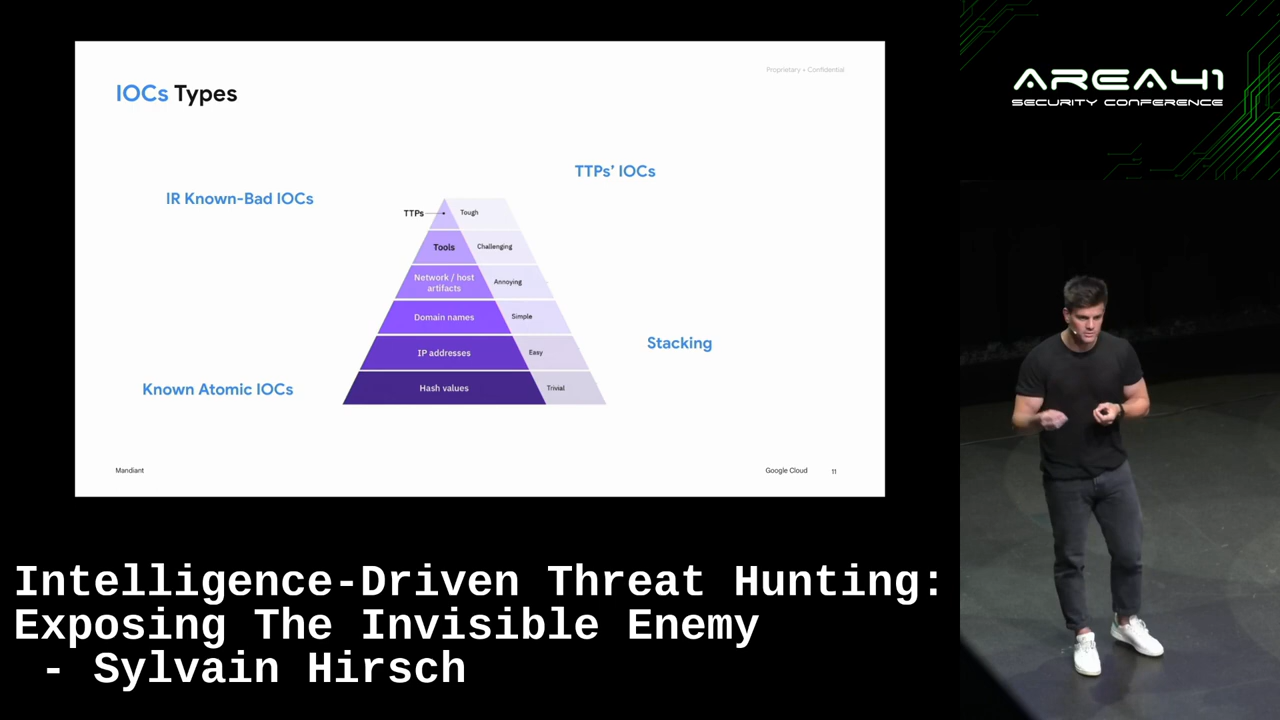 Proprietary + Confidential
IOCs Types
TTPs' IOCs
IR Known-Bad IOCs
TTPs
Tough
Tools
Challenging
Network / host
artifacts
Annoying
Domain names
Simple
Stacking
IP addresses
Easy
Known Atomic IOCs
Hash values
Trivial
Mandiant
Google Cloud
11
AREA41
SECURITY CONFERENCE
Intelligence-Driven Threat Hunting:
Exposing The Invisible Enemy
- Sylvain Hirsch